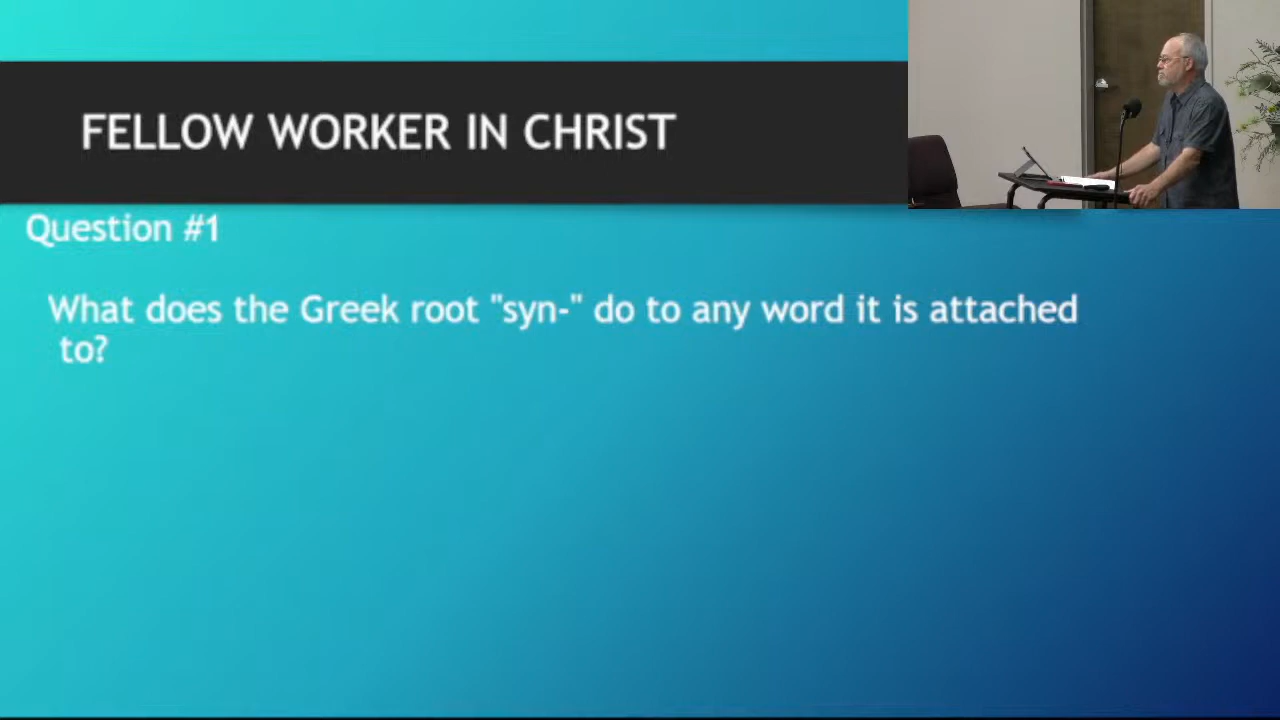 FELLOW WORKER IN CHRIST
Question #1
What does the Greek root "syn-" do to any word it is attached
to?